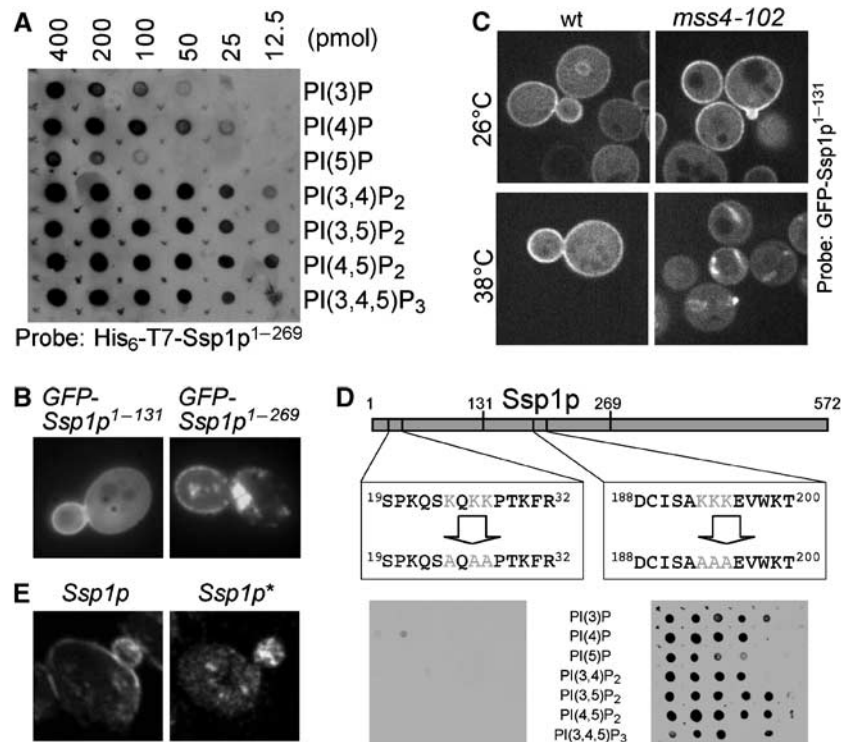 A
400 200 100 50 25 12.5 (pmol)
PI(3)P
PI(4)P
PI(5)P
PI(3,4)P2
PI(3,5)P2
PI(4,5)P2
PI(3,4,5)P3
Probe: His6-T7-Ssp1p1–269
B
GFP-Ssp1p1–131
GFP-Ssp1p1–269
E
Ssp1p Ssp1p*
C
wt mss4-102
26°C
38°C
Probe: GFP-Ssp1p1–131
D
Ssp1p
1 131 269 572
19SPKQSKQKKPTKFR32
188DCISAKKKEVWKT200
19SPKQSAQAAPTKFR32
188DCISAAAAEVWKT200
PI(3)P
PI(4)P
PI(5)P
PI(3,4)P2
PI(3,5)P2
PI(4,5)P2
PI(3,4,5)P3